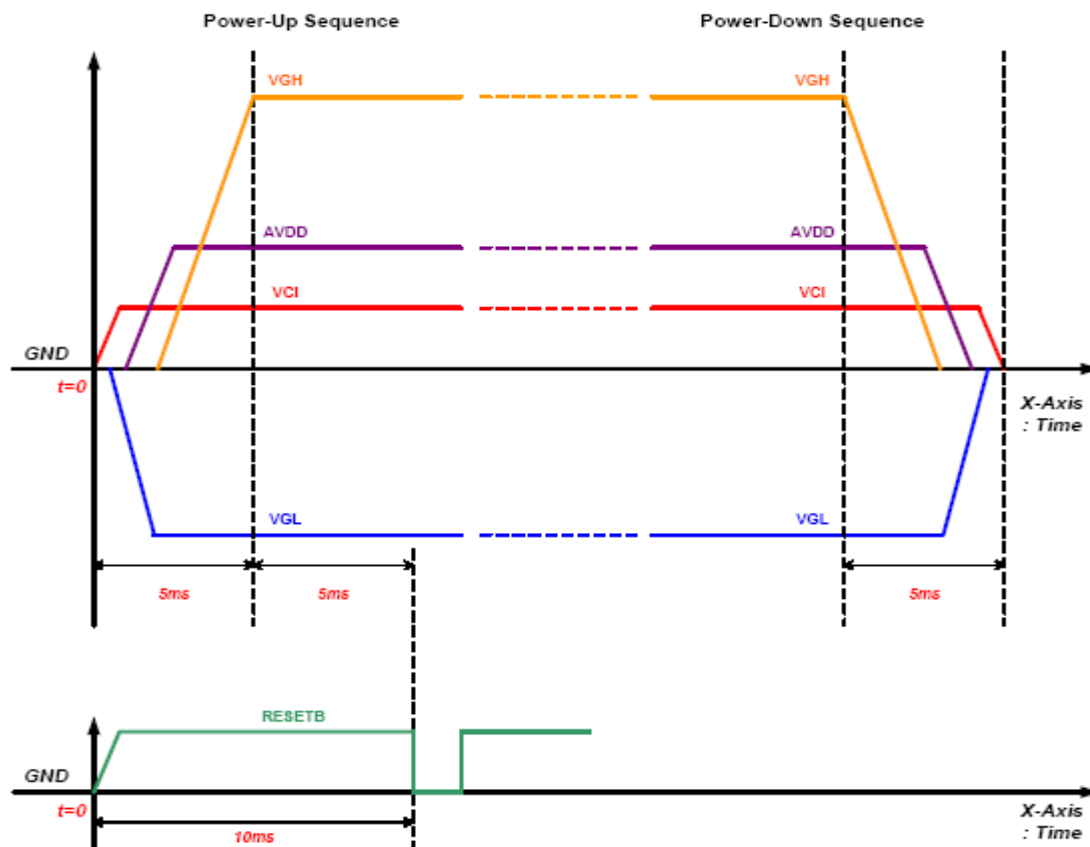 Power-Up Sequence
Power-Down Sequence
VGH
VGH
AVDD
AVDD
VCI
VCI
GND
t=0
X-Axis
: Time
VGL
VGL
5ms
5ms
5ms
RESETB
GND
t=0
X-Axis
: Time
10ms